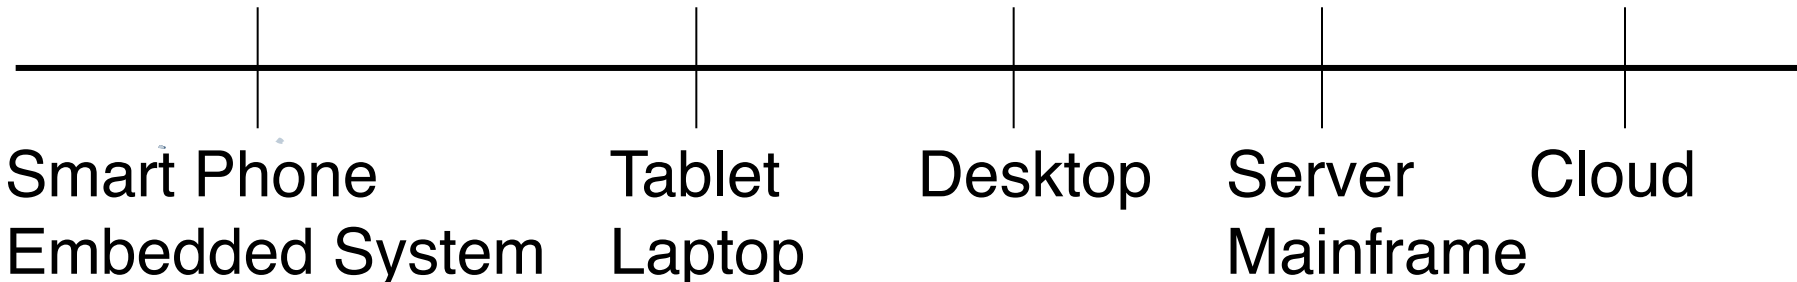 Smart Phone
Embedded System
Tablet
Laptop
Desktop
Server
Mainframe
Cloud